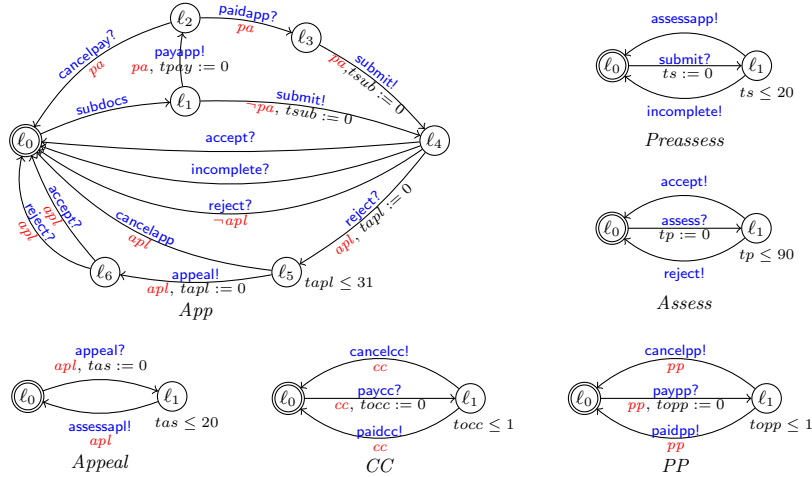 ℓ2
paidapp?
pa
ℓ3
cancelpay?
pa
payapp!
pa, tpay := 0
submit!
pa,tsub := 0
subdocs
ℓ1
submit!
¬pa, tsub := 0
ℓ0
ℓ4
accept?
incomplete?
reject?
¬apl
reject?
apl, tapl := 0
cancelapp
apl
accept?
apl
reject?
apl
ℓ6
appeal!
apl, tapl := 0
ℓ5
tapl ≤ 31
App
assessapp!
ℓ0
submit?
ts := 0
ℓ1
ts ≤ 20
incomplete!
Preassess
accept!
ℓ0
assess?
tp := 0
ℓ1
tp ≤ 90
reject!
Assess
appeal?
apl, tas := 0
ℓ0
ℓ1
tas ≤ 20
assessapl!
apl
Appeal
cancelcc!
cc
ℓ0
paycc?
cc, tocc := 0
ℓ1
tocc ≤ 1
paidcc!
cc
CC
cancelpp!
pp
ℓ0
paypp?
pp, topp := 0
ℓ1
topp ≤ 1
paidpp!
pp
PP